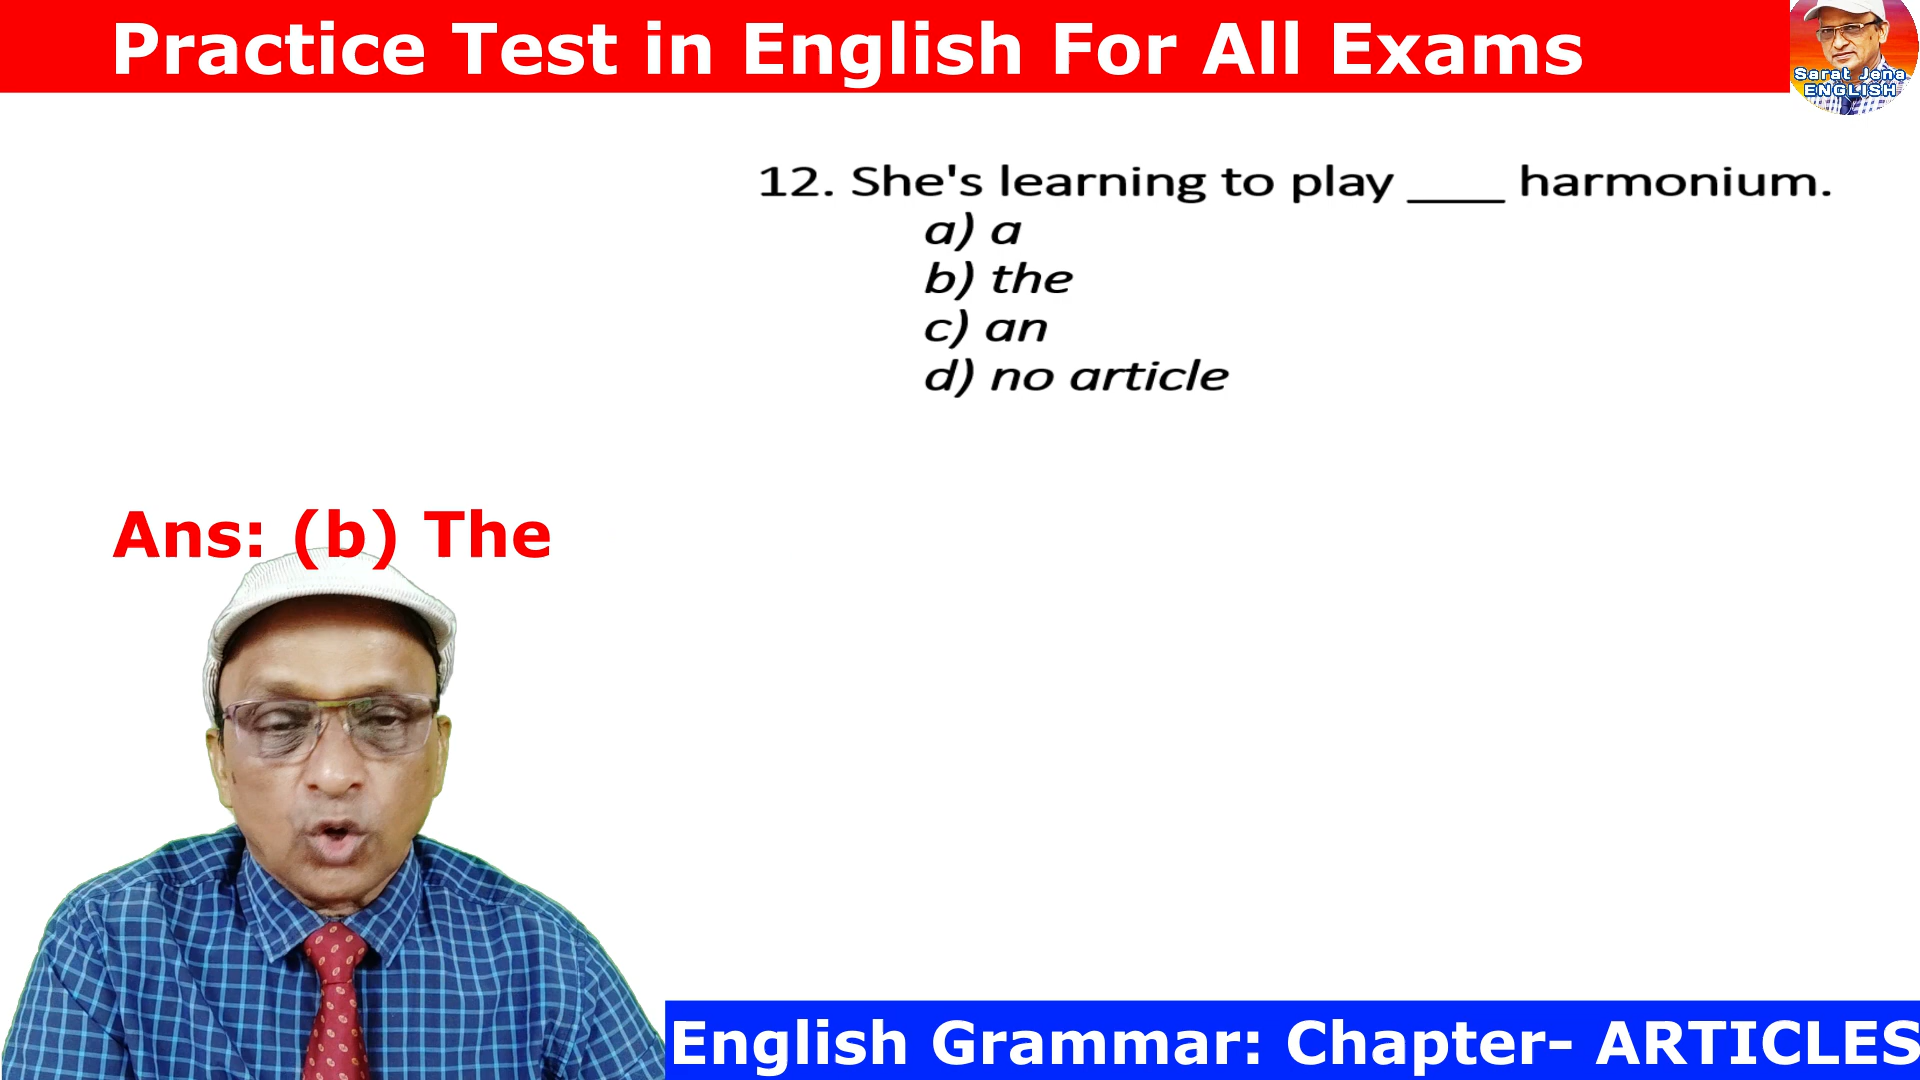 Practice Test in English For All Exams
Sarat Jena
ENGLISH
12. She's learning to play ____ harmonium.
a) a
b) the
c) an
d) no article
Ans: (b) The
English Grammar: Chapter- ARTICLES